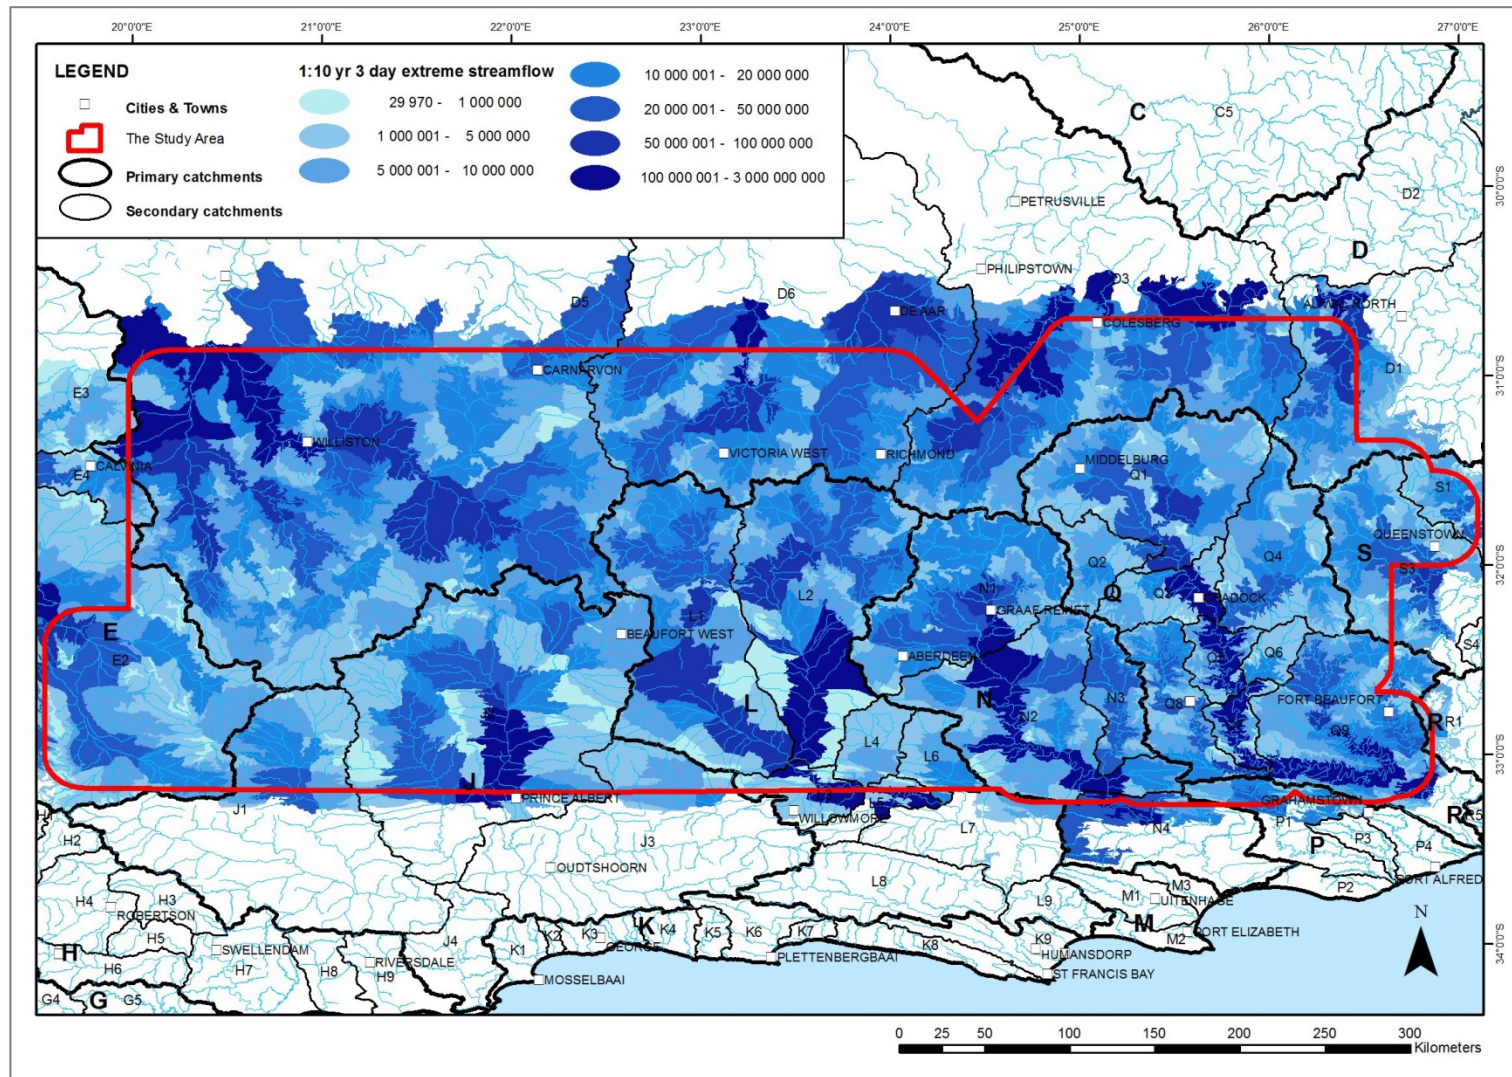 20°0'0"E
21°0'0"E
22°0'0"E
23°0'0"E
24°0'0"E
25°0'0"E
26°0'0"E
27°0'0"E
LEGEND
Cities & Towns
The Study Area
Primary catchments
Secondary catchments
1:10 yr 3 day extreme streamflow
29 970 - 1 000 000
1 000 001 - 5 000 000
5 000 001 - 10 000 000
10 000 001 - 20 000 000
20 000 001 - 50 000 000
50 000 001 - 100 000 000
100 000 001 - 3 000 000 000
C
C5
D2
30°0'0"S
PETRUSVILLE
D
PHILIPSTOWN
D3
D5
D6
DE AAR
COLESBERG
ALIWAL NORTH
D1
31°0'0"S
CARNARVON
E3
WILLISTON
VICTORIA WEST
RICHMOND
MIDDELBURG
Q1
CALVINIA
E4
S1
QUEENSTOWN
S
S3
32°0'0"S
Q4
Q2
Q
CRADOCK
N1
GRAAF REINET
L2
L1
BEAUFORT WEST
E
E2
ABERDEEN
S4
Q6
N
N3
N2
Q8
FORT BEAUFORT
Q9
R
R1
L
L4
L6
33°0'0"S
J
PRINCE ALBERT
J1
WILLOWMORE
L7
GRAHAMSTOWN
N4
P1
P
P3
P4
R
R5
H1
H2
J3
OUDTSHOORN
L8
PORT ALFRED
P2
H4
H3
ROBERTSON
H5
M3
M1
UITENHAGE
L9
M
M2
PORT ELIZABETH
34°0'0"S
H
H6
SWELLENDAM
H7
H8
RIVERSDALE
H9
J4
K1
K2
K3
GEORGE
K
K4
K5
K6
K7
PLETTENBERGBAAI
K8
K9
HUMANSDORP
ST FRANCIS BAY
MOSSELBAAI
G4
G
G5
N
0 25 50 100 150 200 250 300
Kilometers